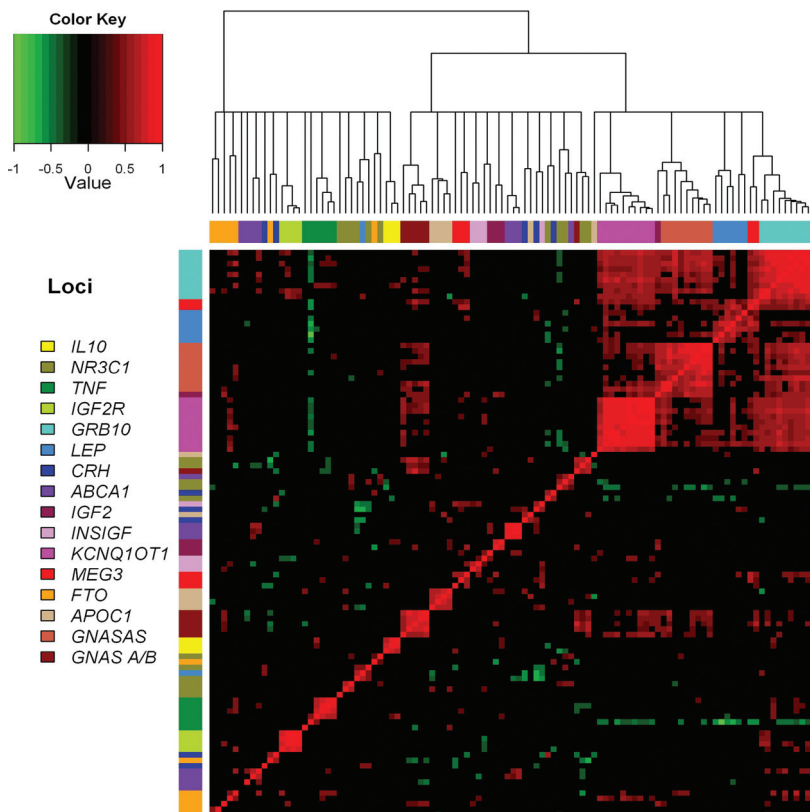 Color Key
-1 -0.5 0 0.5 1
Value
Loci
IL10
NR3C1
TNF
IGF2R
GRB10
LEP
CRH
ABCA1
IGF2
INSIGF
KCNQ1OT1
MEG3
FTO
APOC1
GNASAS
GNAS A/B